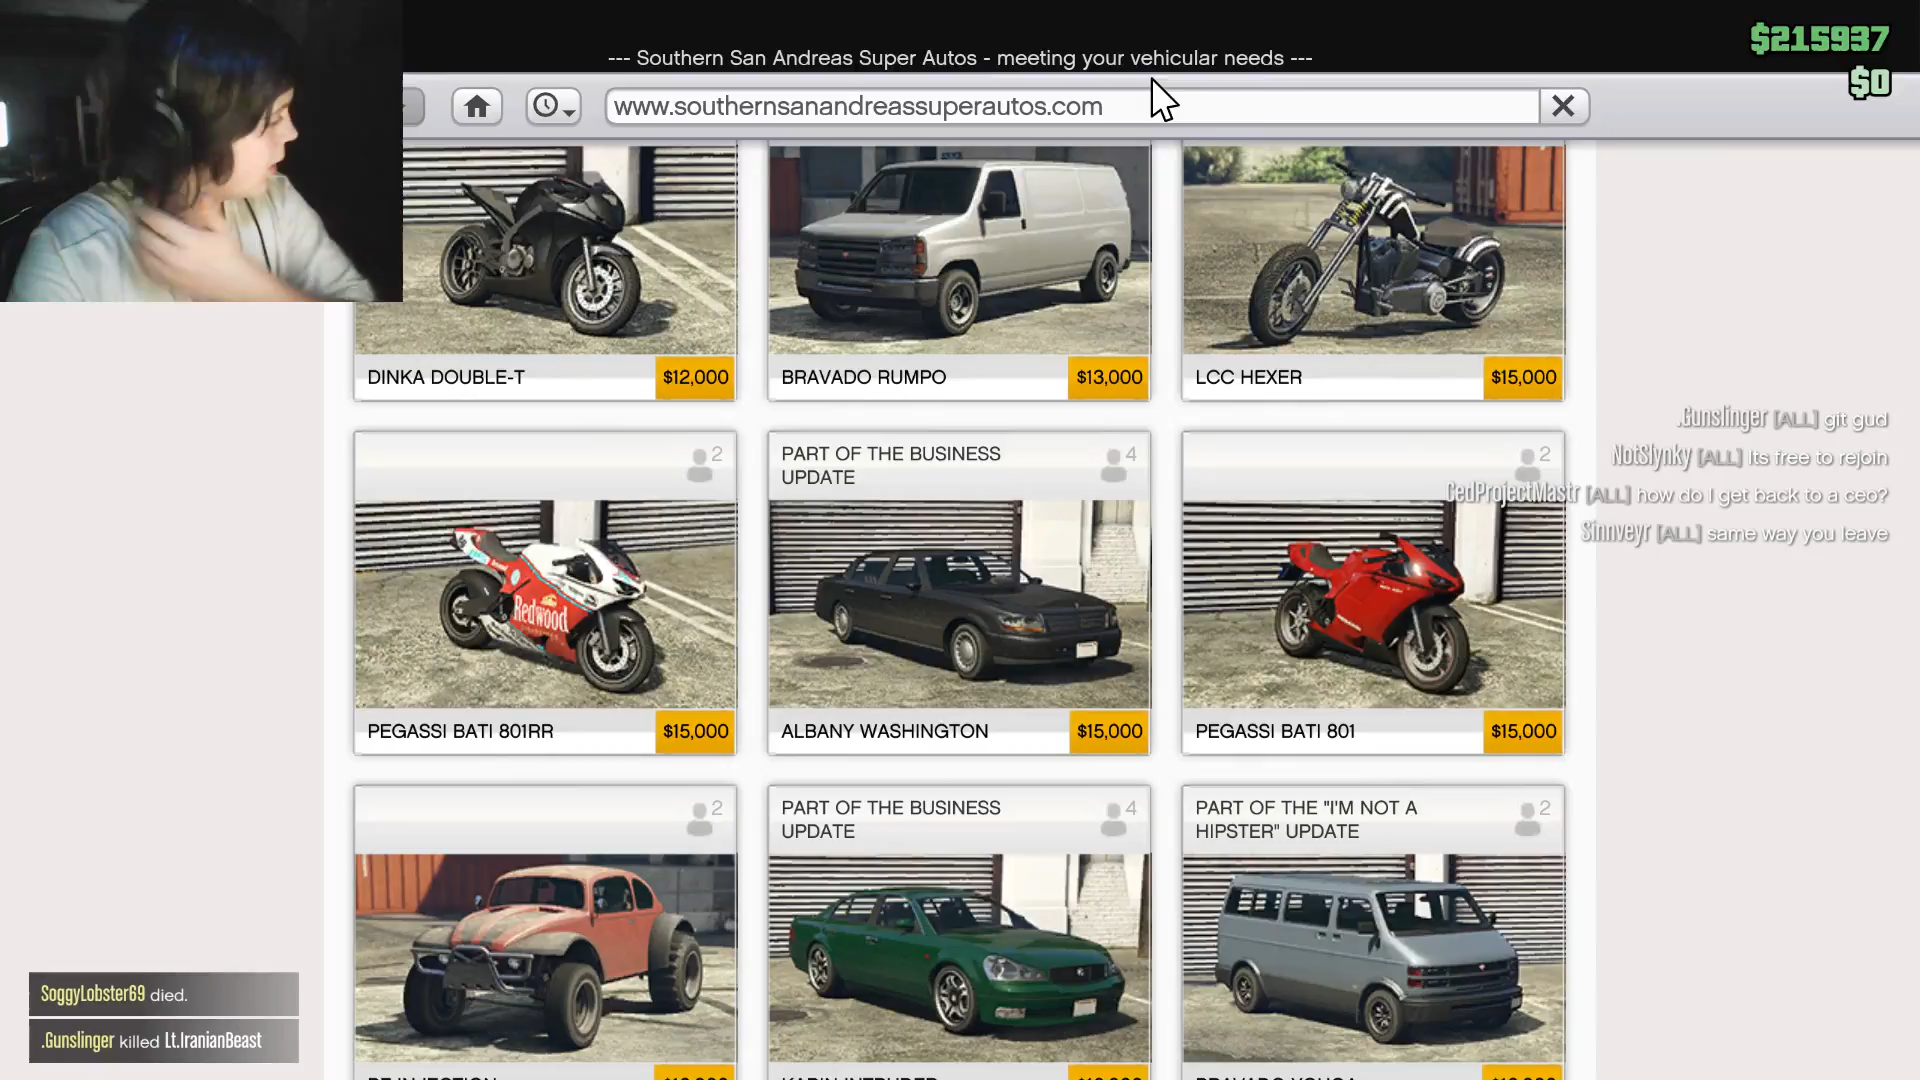 --- Southern San Andreas Super Autos - meeting your vehicular needs ---
$215937
$0
www.southernsanandreassuperautos.com
DINKA DOUBLE-T $12,000
BRAVADO RUMPO $13,000
LCC HEXER $15,000
2
PART OF THE BUSINESS
UPDATE
4
2
Redwood
PEGASSI BATI 801RR $15,000
ALBANY WASHINGTON $15,000
PEGASSI BATI 801 $15,000
.Gunslinger [ALL] git gud
NotSlynky [ALL] Its free to rejoin
CedProjectMastr [ALL] how do I get back to a ceo?
Sinnveyr [ALL] same way you leave
2
PART OF THE BUSINESS
UPDATE
4
PART OF THE "I'M NOT A
HIPSTER" UPDATE
2
SoggyLobster69 died.
.Gunslinger killed Lt.IranianBeast